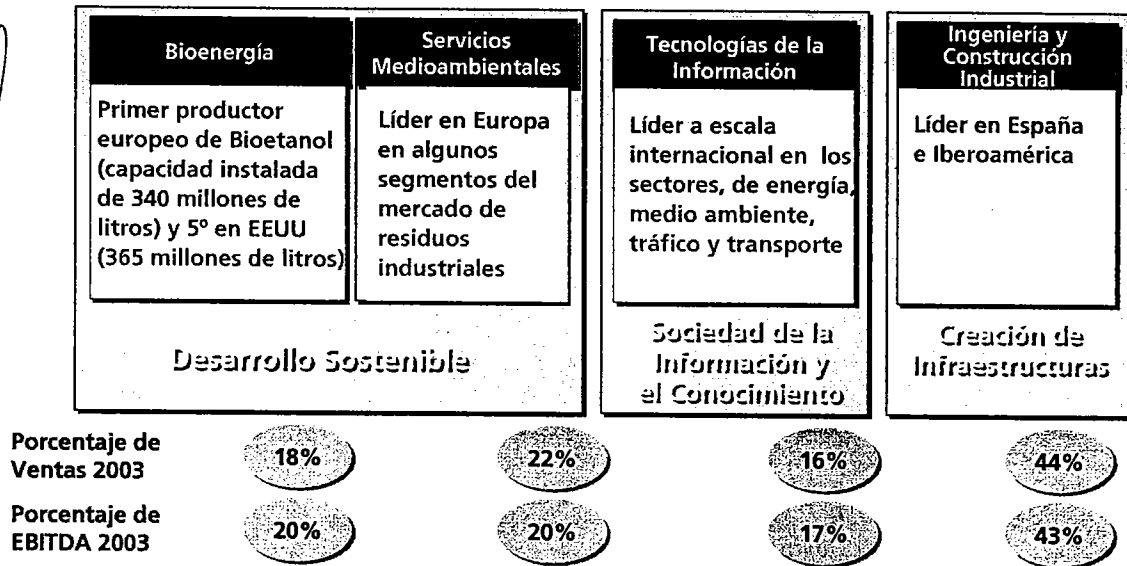 Bioenergía
Primer productor
europeo de Bioetanol
(capacidad instalada
de 340 millones de
litros) y 5º en EEUU
(365 millones de litros)
Servicios
Medioambientales
Líder en Europa
en algunos
segmentos del
mercado de
residuos
industriales
Desarrollo Sostenible
Tecnologías de la
Información
Líder a escala
internacional en los
sectores, de energía,
medio ambiente,
tráfico y transporte
Sociedad de la
Información y
el Conocimiento
Ingeniería y
Construcción
Industrial
Líder en España
e Iberoamérica
Creación de
Infraestructuras
Porcentaje de
Ventas 2003
18%
22%
16%
44%
Porcentaje de
EBITDA 2003
20%
20%
17%
43%